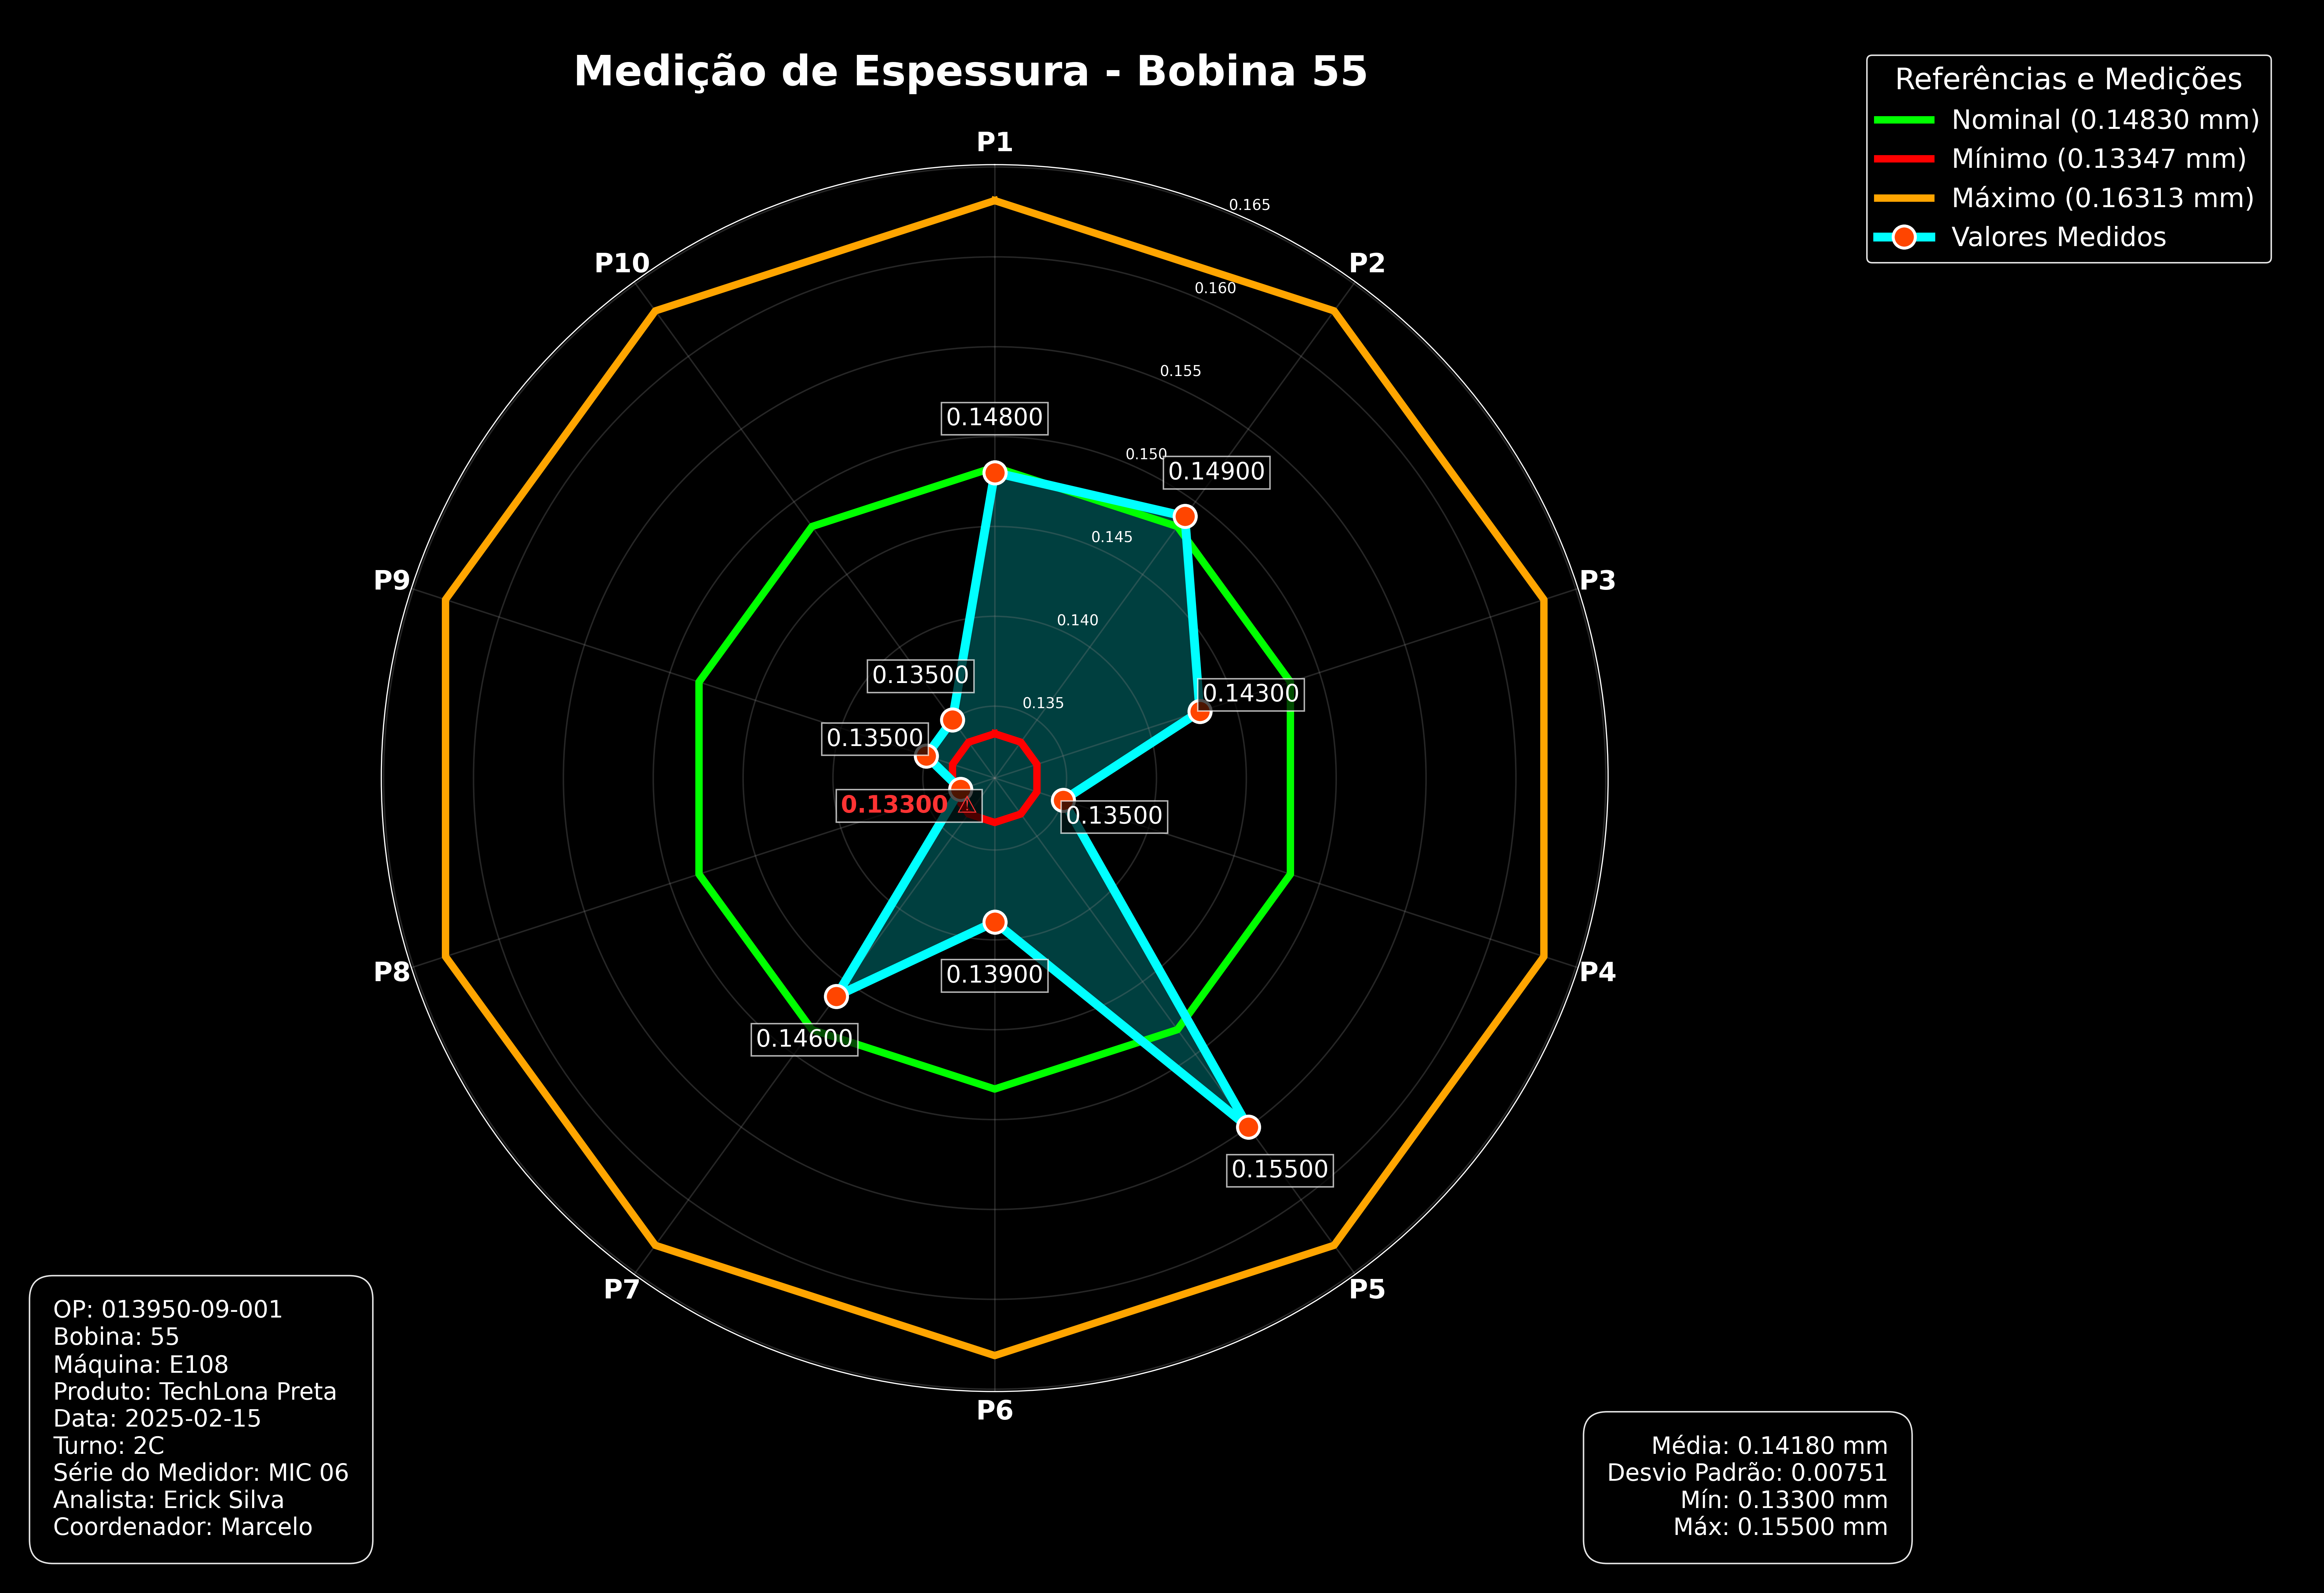 Medição de Espessura - Bobina 55
Referências e Medições
Nominal (0.14830 mm)
Mínimo (0.13347 mm)
Máximo (0.16313 mm)
Valores Medidos
P1
P2
P3
P4
P5
P6
P7
P8
P9
P10
0.165
0.160
0.155
0.150
0.145
0.140
0.135
0.14800
0.14900
0.14300
0.13500
0.15500
0.13900
0.14600
0.13300 ⚠
0.13500
0.13500
OP: 013950-09-001
Bobina: 55
Máquina: E108
Produto: TechLona Preta
Data: 2025-02-15
Turno: 2C
Série do Medidor: MIC 06
Analista: Erick Silva
Coordenador: Marcelo
Média: 0.14180 mm
Desvio Padrão: 0.00751
Mín: 0.13300 mm
Máx: 0.15500 mm